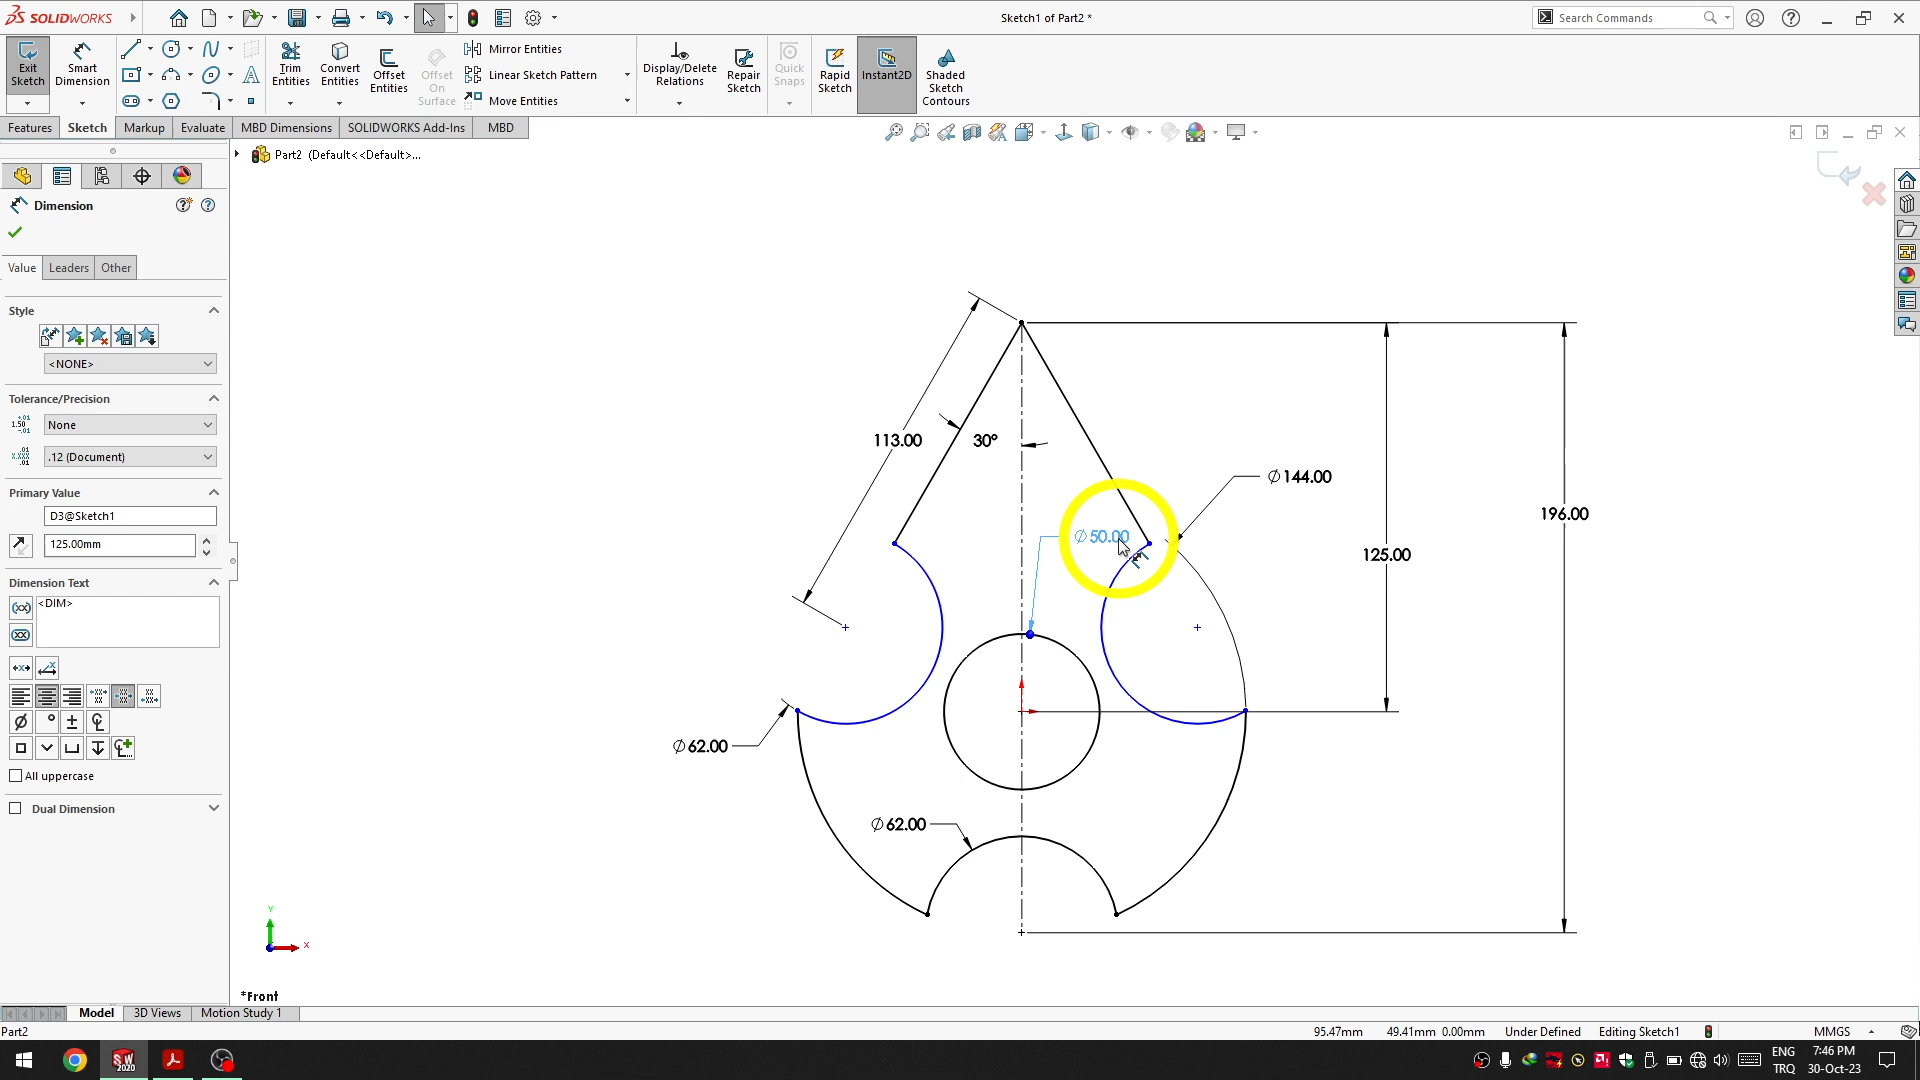 SOLIDWORKS
Sketch1 of Part2 *
Search Commands
Exit Sketch
Smart Dimension
Trim Entities
Convert Entities
Offset Entities
Offset On Surface
Mirror Entities
Linear Sketch Pattern
Move Entities
Display/Delete Relations
Repair Sketch
Quick Snaps
Rapid Sketch
Instant2D
Shaded Sketch Contours
Features
Sketch
Markup
Evaluate
MBD Dimensions
SOLIDWORKS Add-Ins
MBD
Part2 (Default<<Default>...
Dimension
Value
Leaders
Other
Style
<NONE>
Tolerance/Precision
None
.12 (Document)
Primary Value
D3@Sketch1
125.00mm
Dimension Text
<DIM>
All uppercase
Dual Dimension
113.00
30°
∅144.00
196.00
∅50.00
125.00
∅62.00
∅62.00
Y
X
*Front
Model
3D Views
Motion Study 1
Part2
95.47mm
49.41mm 0.00mm
Under Defined
Editing Sketch1
MMGS
SW 2020
ENG
TRQ
7:46 PM
30-Oct-23